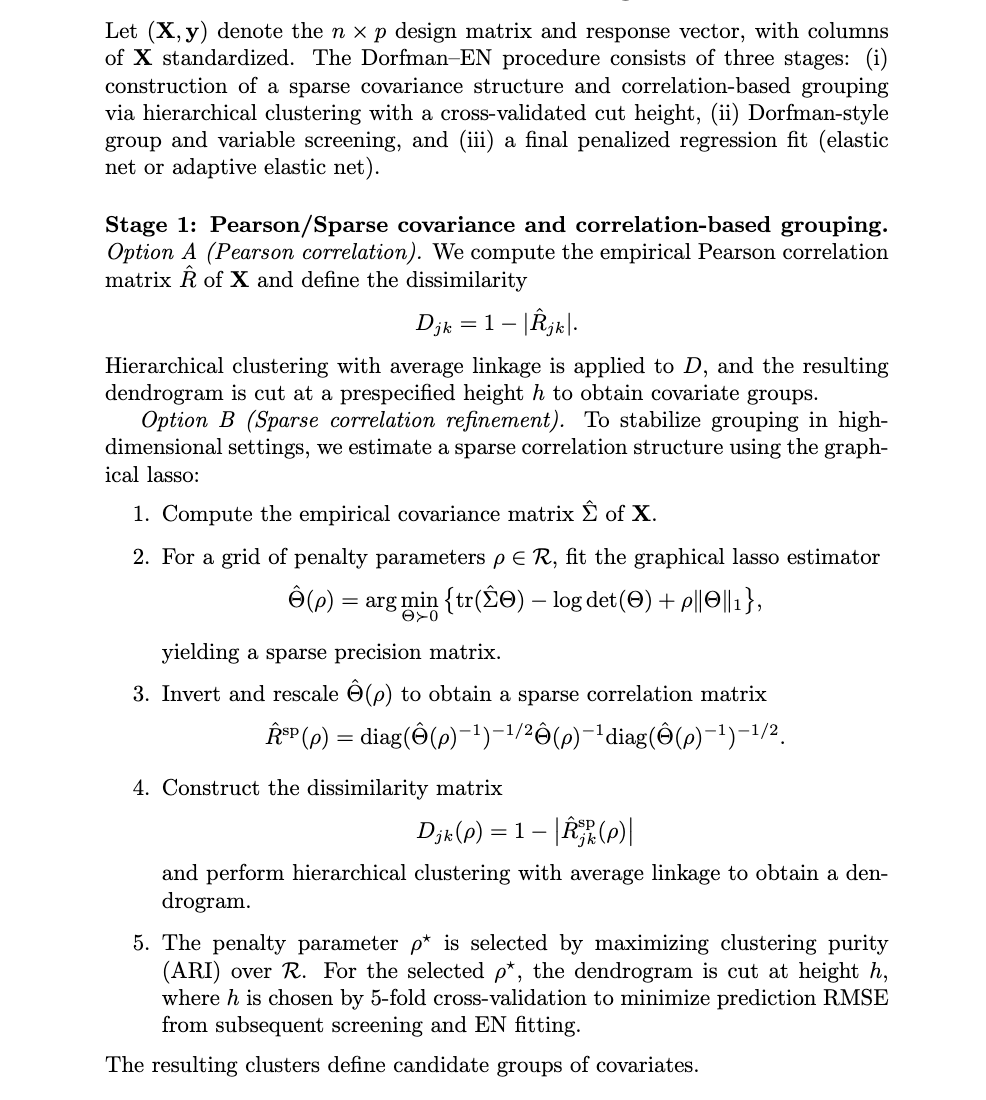 Let (X, y) denote the n × p design matrix and response vector, with columns
of X standardized. The Dorfman–EN procedure consists of three stages: (i)
construction of a sparse covariance structure and correlation-based grouping
via hierarchical clustering with a cross-validated cut height, (ii) Dorfman-style
group and variable screening, and (iii) a final penalized regression fit (elastic
net or adaptive elastic net).
Stage 1: Pearson/Sparse covariance and correlation-based grouping.
Option A (Pearson correlation). We compute the empirical Pearson correlation
matrix R̂ of X and define the dissimilarity
D_{jk} = 1 − |R̂_{jk}|.
Hierarchical clustering with average linkage is applied to D, and the resulting
dendrogram is cut at a prespecified height h to obtain covariate groups.
Option B (Sparse correlation refinement). To stabilize grouping in high-
dimensional settings, we estimate a sparse correlation structure using the graph-
ical lasso:
1. Compute the empirical covariance matrix Σ̂ of X.
2. For a grid of penalty parameters ρ ∈ ℛ, fit the graphical lasso estimator
Θ̂(ρ) = arg min_{Θ≻0} {tr(Σ̂Θ) − log det(Θ) + ρ‖Θ‖₁},
yielding a sparse precision matrix.
3. Invert and rescale Θ̂(ρ) to obtain a sparse correlation matrix
R̂^{sp}(ρ) = diag(Θ̂(ρ)^{−1})^{−1/2}Θ̂(ρ)^{−1}diag(Θ̂(ρ)^{−1})^{−1/2}.
4. Construct the dissimilarity matrix
D_{jk}(ρ) = 1 − |R̂^{sp}_{jk}(ρ)|
and perform hierarchical clustering with average linkage to obtain a den-
drogram.
5. The penalty parameter ρ⋆ is selected by maximizing clustering purity
(ARI) over ℛ. For the selected ρ⋆, the dendrogram is cut at height h,
where h is chosen by 5-fold cross-validation to minimize prediction RMSE
from subsequent screening and EN fitting.
The resulting clusters define candidate groups of covariates.